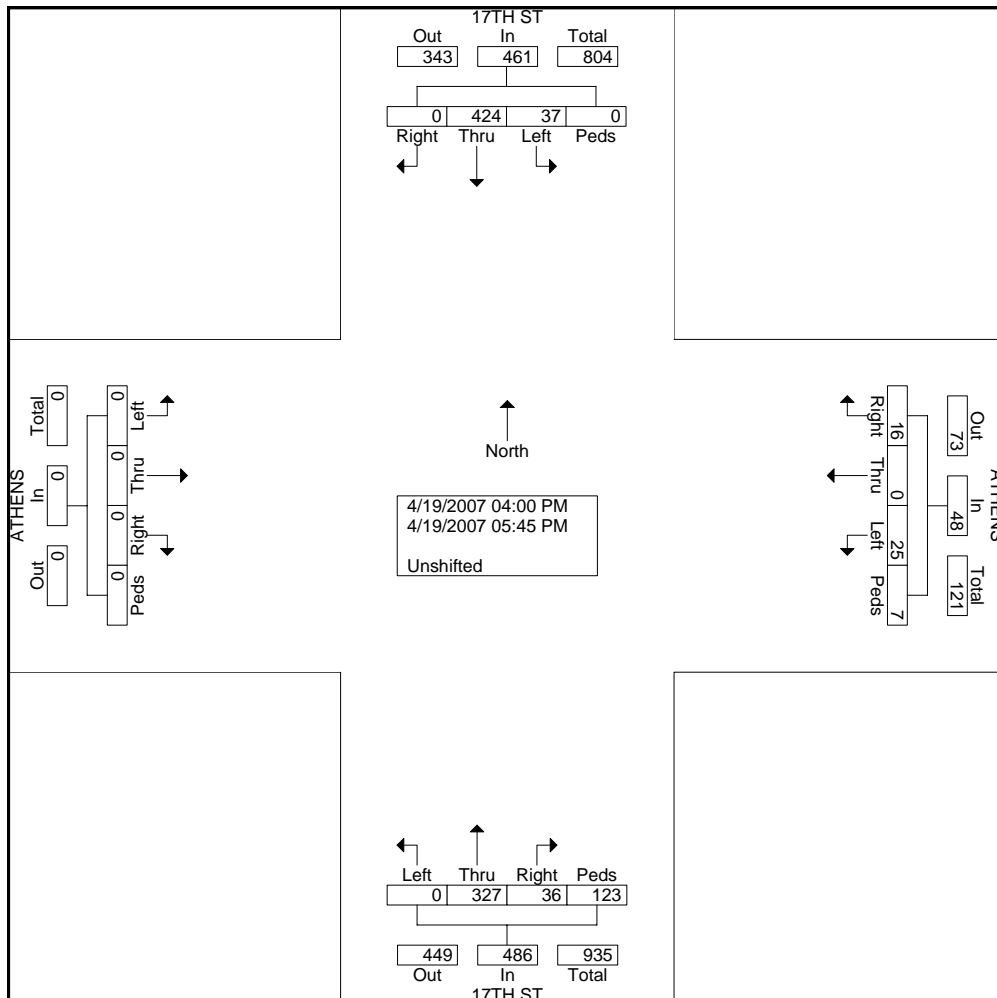 17TH ST
Out In Total
343 461 804
0 424 37 0
Right Thru Left Peds
ATHENS
Out In Total
0 0 0
Left Thru Right Peds
0 0 0 0
North
4/19/2007 04:00 PM
4/19/2007 05:45 PM
Unshifted
Right Thru Left Peds
16 0 25 7
Out In Total
73 48 121
ATHENS
Left Thru Right Peds
0 327 36 123
449 486 935
Out In Total
17TH ST